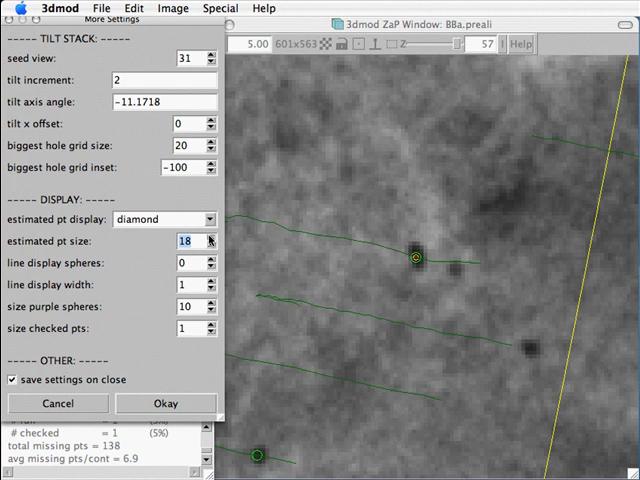 3dmod File Edit Image Special Help
More Settings
3dmod ZaP Window: BBa.preali
5.00 601x563 Z 57 I Help
----- TILT STACK: -----
seed view: 31
tilt increment: 2
tilt axis angle: -11.1718
tilt x offset: 0
biggest hole grid size: 20
biggest hole grid inset: -100
----- DISPLAY: -----
estimated pt display: diamond
estimated pt size: 18
line display spheres: 0
line display width: 1
size purple spheres: 10
size checked pts: 1
----- OTHER: -----
save settings on close
Cancel Okay
# checked = 1 (5%)
total missing pts = 138
avg missing pts/cont = 6.9